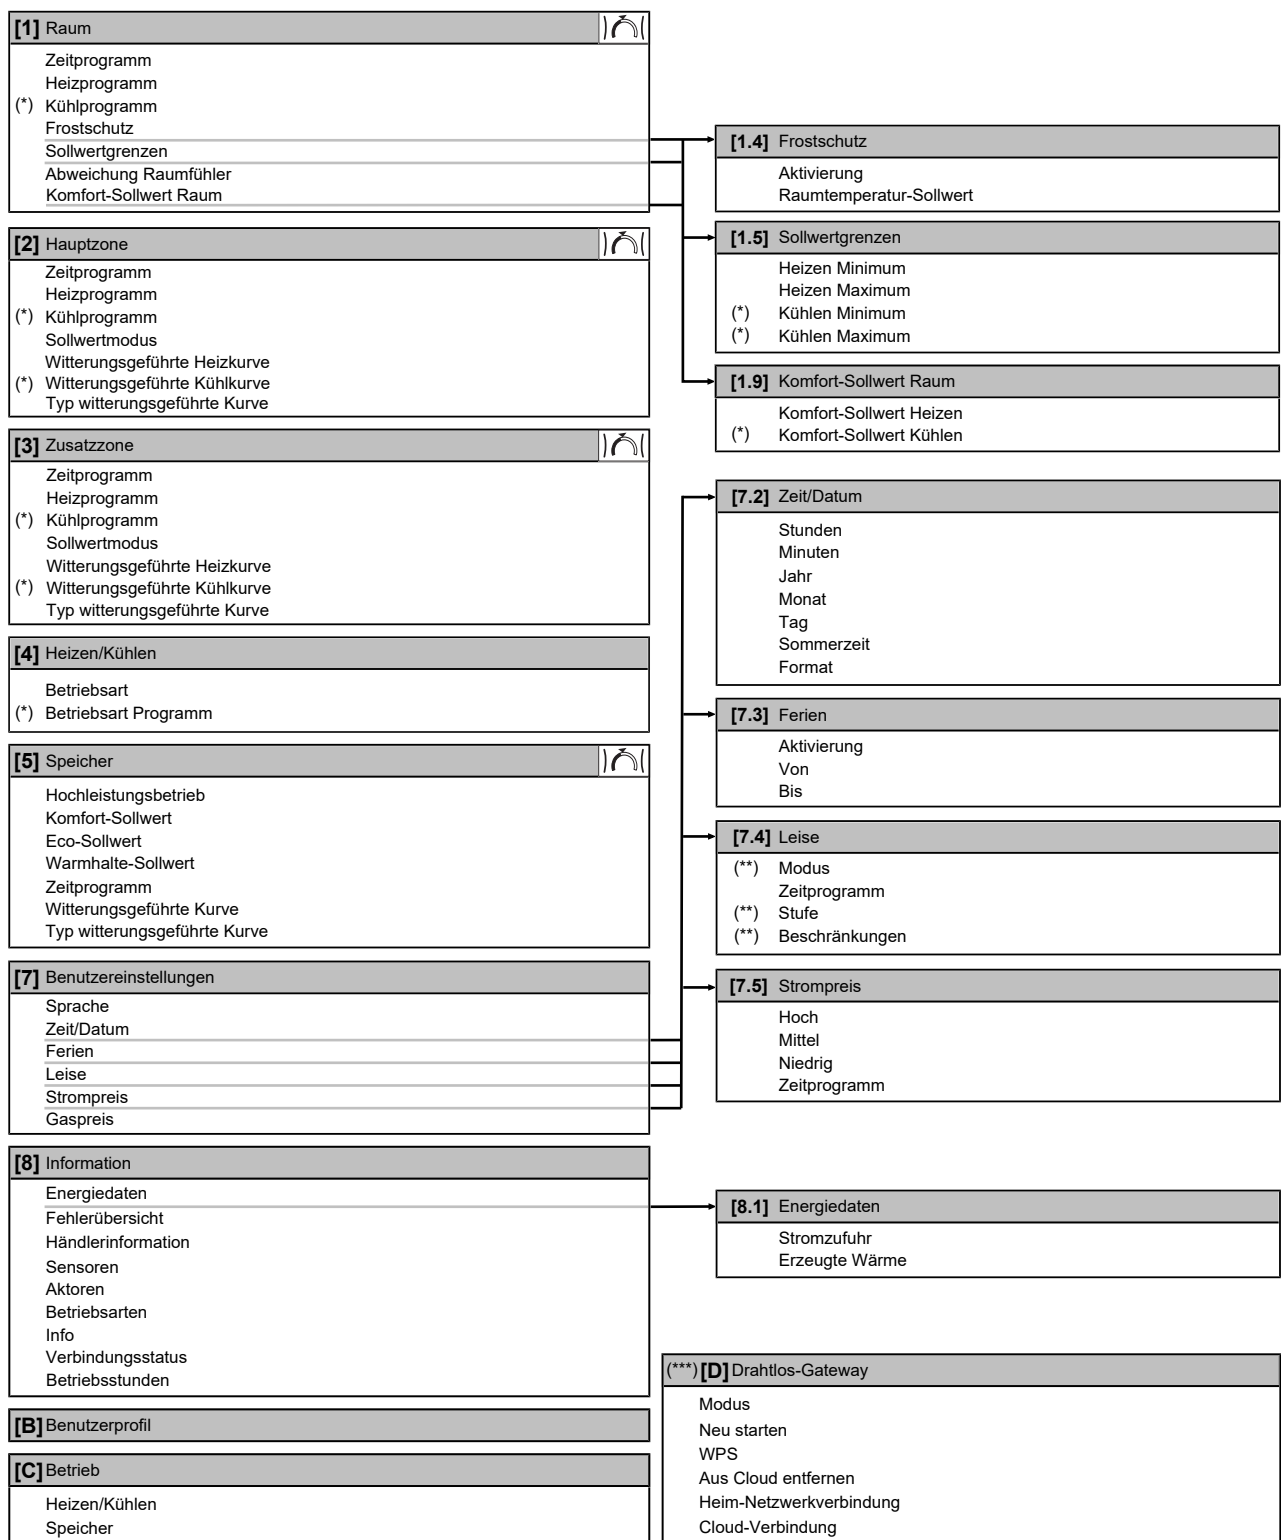 [1] Raum
Zeitprogramm
Heizprogramm
(*) Kühlprogramm
Frostschutz
Sollwertgrenzen
Abweichung Raumfühler
Komfort-Sollwert Raum
[1.4] Frostschutz
Aktivierung
Raumtemperatur-Sollwert
[1.5] Sollwertgrenzen
Heizen Minimum
Heizen Maximum
(*) Kühlen Minimum
(*) Kühlen Maximum
[1.9] Komfort-Sollwert Raum
Komfort-Sollwert Heizen
(*) Komfort-Sollwert Kühlen
[2] Hauptzone
Zeitprogramm
Heizprogramm
(*) Kühlprogramm
Sollwertmodus
Witterungsgeführte Heizkurve
(*) Witterungsgeführte Kühlkurve
Typ witterungsgeführte Kurve
[3] Zusatzzone
Zeitprogramm
Heizprogramm
(*) Kühlprogramm
Sollwertmodus
Witterungsgeführte Heizkurve
(*) Witterungsgeführte Kühlkurve
Typ witterungsgeführte Kurve
[4] Heizen/Kühlen
Betriebsart
(*) Betriebsart Programm
[5] Speicher
Hochleistungsbetrieb
Komfort-Sollwert
Eco-Sollwert
Warmhalte-Sollwert
Zeitprogramm
Witterungsgeführte Kurve
Typ witterungsgeführte Kurve
[7] Benutzereinstellungen
Sprache
Zeit/Datum
Ferien
Leise
Strompreis
Gaspreis
[7.2] Zeit/Datum
Stunden
Minuten
Jahr
Monat
Tag
Sommerzeit
Format
[7.3] Ferien
Aktivierung
Von
Bis
[7.4] Leise
(**) Modus
Zeitprogramm
(**) Stufe
(**) Beschränkungen
[7.5] Strompreis
Hoch
Mittel
Niedrig
Zeitprogramm
[8] Information
Energiedaten
Fehlerübersicht
Händlerinformation
Sensoren
Aktoren
Betriebsarten
Info
Verbindungsstatus
Betriebsstunden
[8.1] Energiedaten
Stromzufuhr
Erzeugte Wärme
[B] Benutzerprofil
[C] Betrieb
Heizen/Kühlen
Speicher
(***) [D] Drahtlos-Gateway
Modus
Neu starten
WPS
Aus Cloud entfernen
Heim-Netzwerkverbindung
Cloud-Verbindung